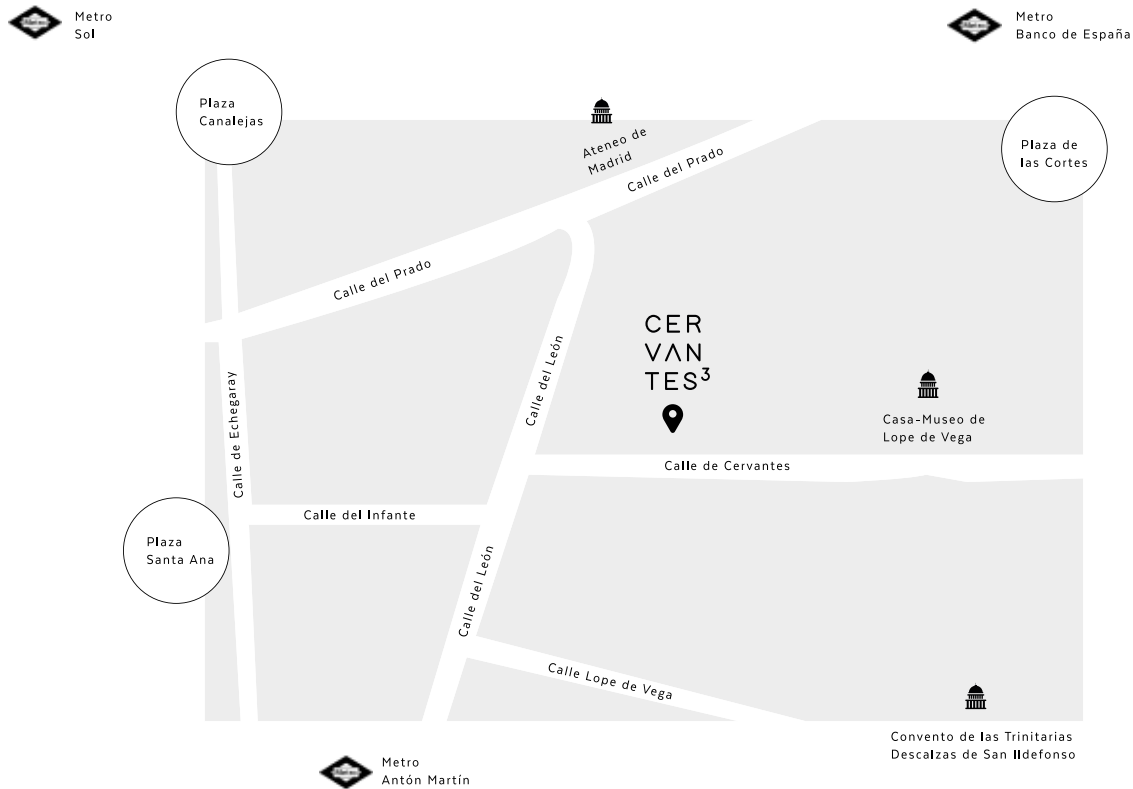 Metro
Sol
Metro
Banco de España
Plaza
Canalejas
Ateneo de
Madrid
Calle del Prado
Plaza de
las Cortes
Calle del Prado
CER
VAN
TES³
Calle del León
Calle de Echegaray
Casa-Museo de
Lope de Vega
Calle de Cervantes
Calle del Infante
Plaza
Santa Ana
Calle del León
Calle Lope de Vega
Convento de las Trinitarias
Descalzas de San Ildefonso
Metro
Antón Martín